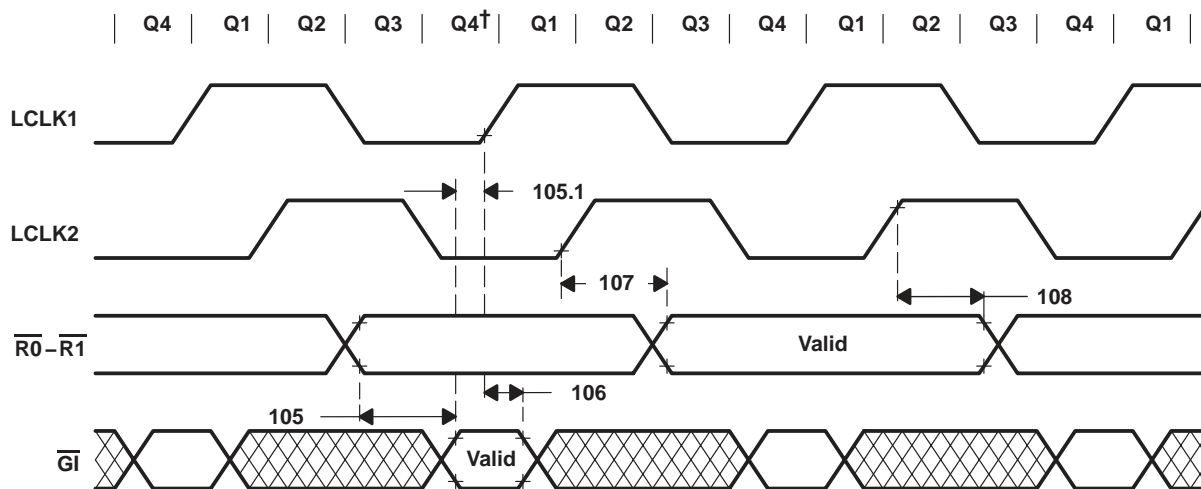 Q4 Q1 Q2 Q3 Q4† Q1 Q2 Q3 Q4 Q1 Q2 Q3 Q4 Q1
LCLK1
105.1
LCLK2
107
108
R0–R1
Valid
106
105
GI
Valid